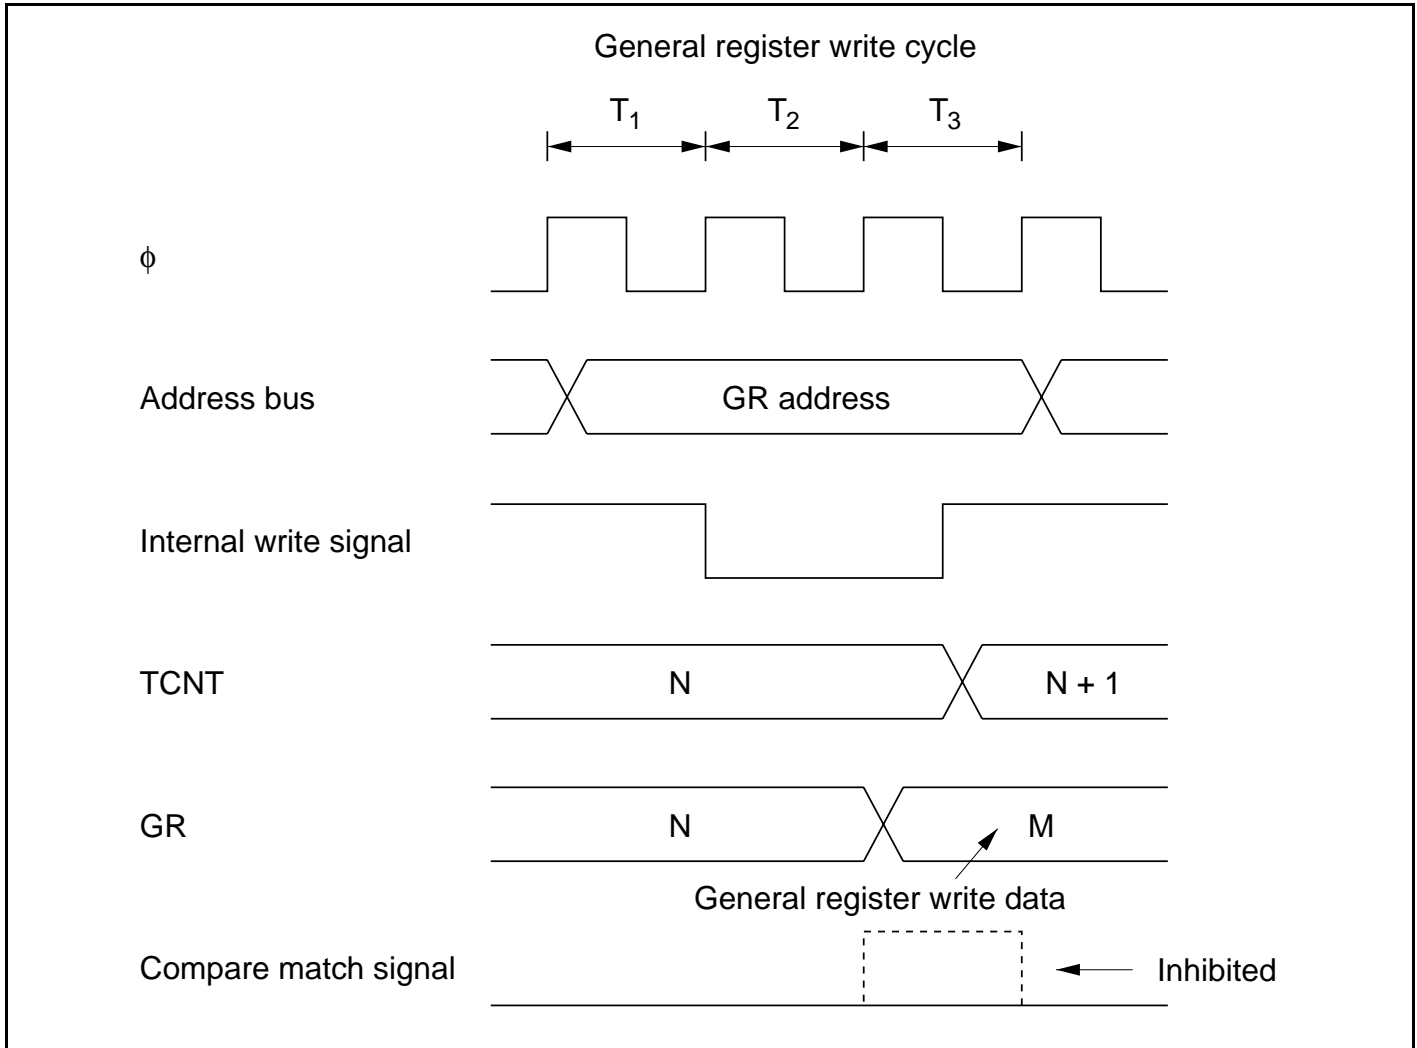 General register write cycle
T1 T2 T3
φ
Address bus GR address
Internal write signal
TCNT N N + 1
GR N M
General register write data
Compare match signal Inhibited